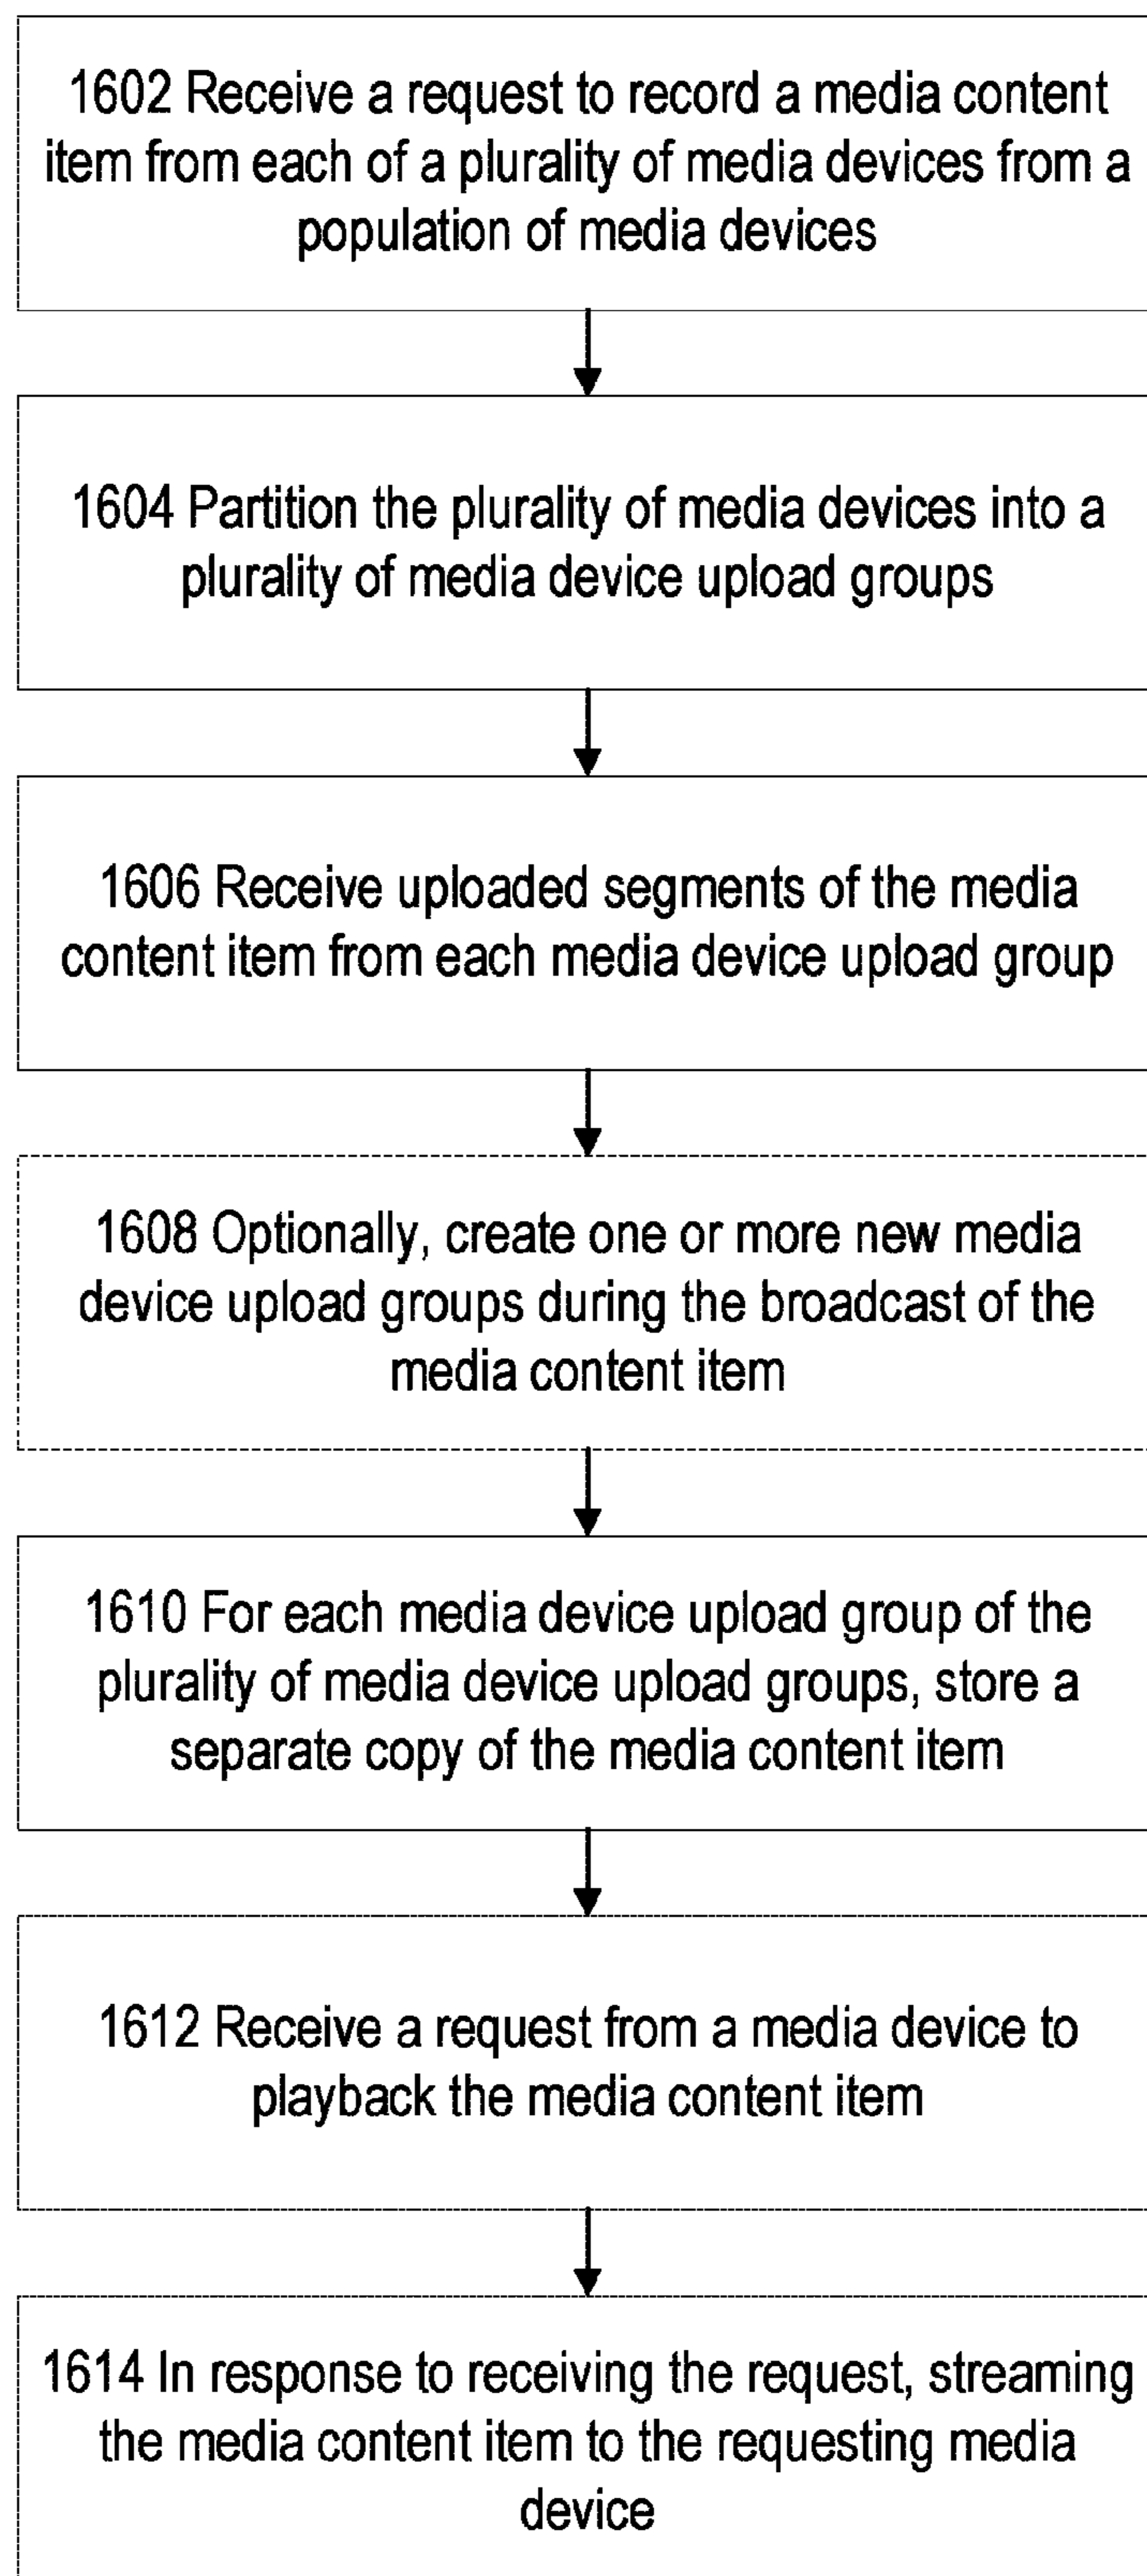 1602 Receive a request to record a media content
item from each of a plurality of media devices from a
population of media devices
1604 Partition the plurality of media devices into a
plurality of media device upload groups
1606 Receive uploaded segments of the media
content item from each media device upload group
1608 Optionally, create one or more new media
device upload groups during the broadcast of the
media content item
1610 For each media device upload group of the
plurality of media device upload groups, store a
separate copy of the media content item
1612 Receive a request from a media device to
playback the media content item
1614 In response to receiving the request, streaming
the media content item to the requesting media
device